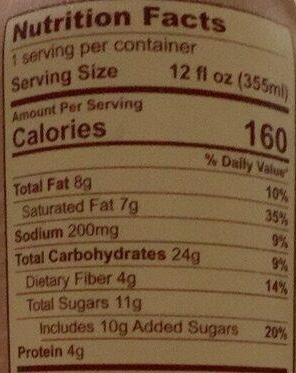 Nutrition Facts
1 serving per container
Serving Size 12 fl oz (355ml)
Amount Per Serving
Calories 160
% Daily Value*
Total Fat 8g 10%
Saturated Fat 7g 35%
Sodium 200mg 9%
Total Carbohydrates 24g 9%
Dietary Fiber 4g 14%
Total Sugars 11g
Includes 10g Added Sugars 20%
Protein 4g